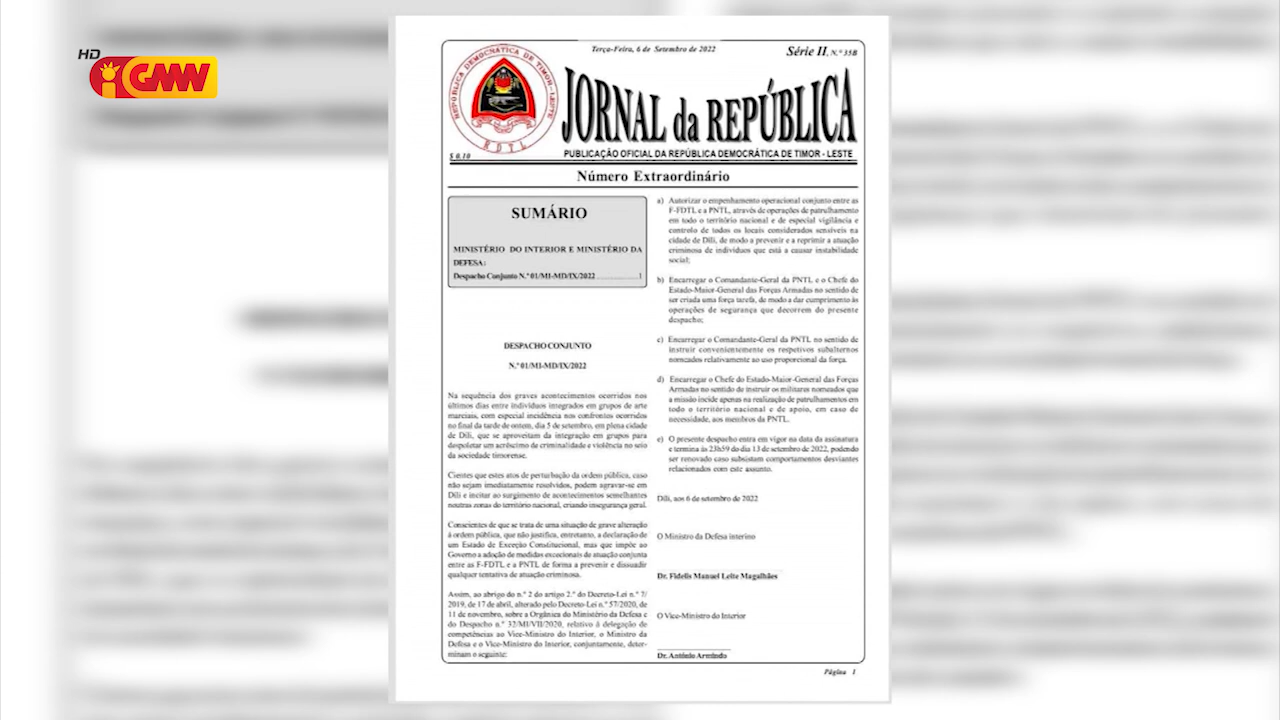 HD
GMN
Terça-Feira, 6 de Setembro de 2022
Série II, N.° 35B
REPÚBLICA DEMOCRÁTICA DE TIMOR-LESTE
RDTL
$ 0.10
JORNAL da REPÚBLICA
PUBLICAÇÃO OFICIAL DA REPÚBLICA DEMOCRÁTICA DE TIMOR - LESTE
Número Extraordinário
SUMÁRIO
MINISTÉRIO DO INTERIOR E MINISTÉRIO DA
DEFESA:
Despacho Conjunto N.° 01/MI-MD/IX/2022 ..................... 1
DESPACHO CONJUNTO
N.° 01/MI-MD/IX/2022
Na sequência dos graves acontecimentos ocorridos nos
últimos dias entre indivíduos integrados em grupos de arte
marciais, com especial incidência nos confrontos ocorridos
no final da tarde de ontem, dia 5 de setembro, em plena cidade
de Díli, que se aproveitam da integração em grupos para
despoletar um acréscimo de criminalidade e violência no seio
da sociedade timorense.
Cientes que estes atos de perturbação da ordem pública, caso
não sejam imediatamente resolvidos, podem agravar-se em
Díli e incitar ao surgimento de acontecimentos semelhantes
noutras zonas do território nacional, criando insegurança geral.
Conscientes de que se trata de uma situação de grave alteração
à ordem pública, que não justifica, entretanto, a declaração de
um Estado de Exceção Constitucional, mas que impõe ao
Governo a adoção de medidas excecionais de atuação conjunta
entre as F-FDTL e a PNTL de forma a prevenir e dissuadir
qualquer tentativa de atuação criminosa.
Assim, ao abrigo do n.° 2 do artigo 2.° do Decreto-Lei n.° 7/
2019, de 17 de abril, alterado pelo Decreto-Lei n.° 57/2020, de
11 de novembro, sobre a Orgânica do Ministério da Defesa e
do Despacho n.° 32/MI/VII/2020, relativo à delegação de
competências ao Vice-Ministro do Interior, o Ministro da
Defesa e o Vice-Ministro do Interior, conjuntamente, deter-
minam o seguinte:
a) Autorizar o empenhamento operacional conjunto entre as
F-FDTL e a PNTL, através de operações de patrulhamento
em todo o território nacional e de especial vigilância e
controlo de todos os locais considerados sensíveis na
cidade de Díli, de modo a prevenir e a reprimir a atuação
criminosa de indivíduos que está a causar instabilidade
social;
b) Encarregar o Comandante-Geral da PNTL e o Chefe do
Estado-Maior-General das Forças Armadas no sentido de
ser criada uma força tarefa, de modo a dar cumprimento às
operações de segurança que decorrem do presente
despacho;
c) Encarregar o Comandante-Geral da PNTL no sentido de
instruir convenientemente os respetivos subalternos
nomeados relativamente ao uso proporcional da força.
d) Encarregar o Chefe do Estado-Maior-General das Forças
Armadas no sentido de instruir os militares nomeados que
a missão incide apenas na realização de patrulhamentos em
todo o território nacional e de apoio, em caso de
necessidade, aos membros da PNTL.
e) O presente despacho entra em vigor na data da assinatura
e termina às 23h59 do dia 13 de setembro de 2022, podendo
ser renovado caso subsistam comportamentos desviantes
relacionados com este assunto.
Díli, aos 6 de setembro de 2022
O Ministro da Defesa interino
Dr. Fidelis Manuel Leite Magalhães
O Vice-Ministro do Interior
Dr. António Armindo
Página 1